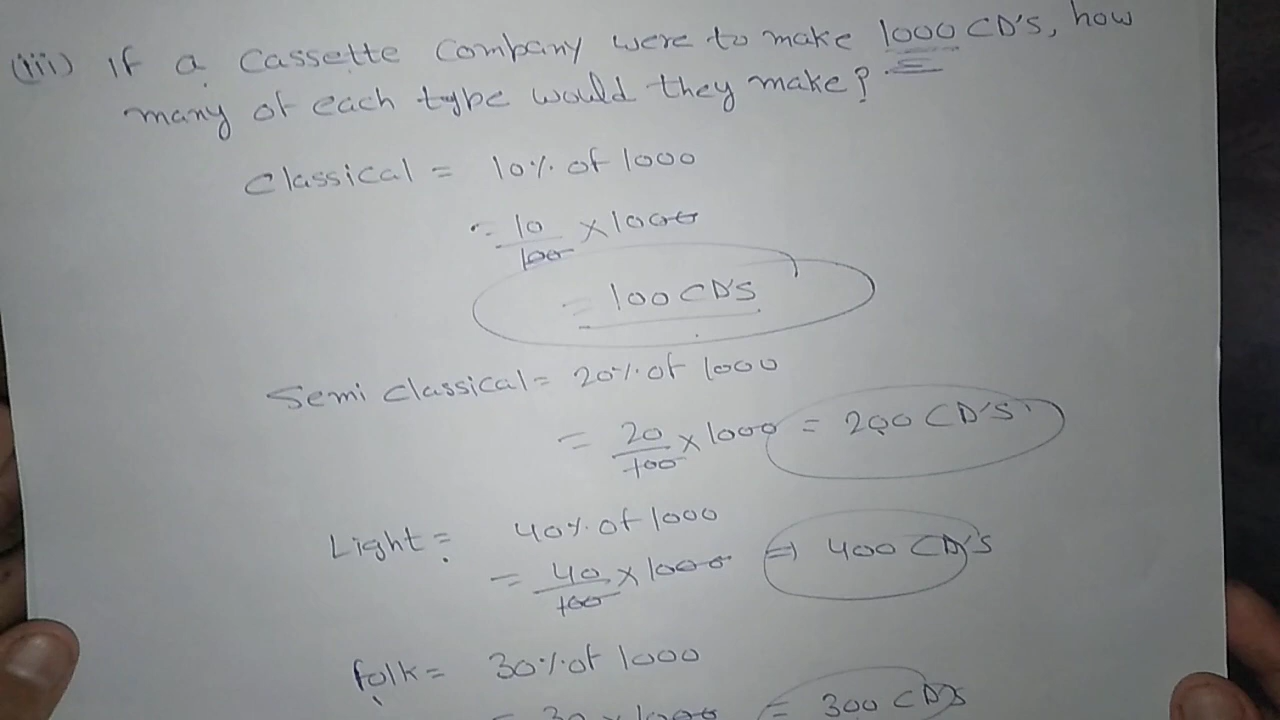 (iii) If a Cassette Company were to make 1000 CD'S, how
many of each type would they make?
Classical = 10% of 1000
= 10/100 × 1000
= 100 CD'S
Semi classical = 20% of 1000
= 20/100 × 1000 = 200 CD'S
Light = 40% of 1000
= 40/100 × 1000 => 400 CD'S
folk = 30% of 1000
= 30 × 1000 = 300 CD'S